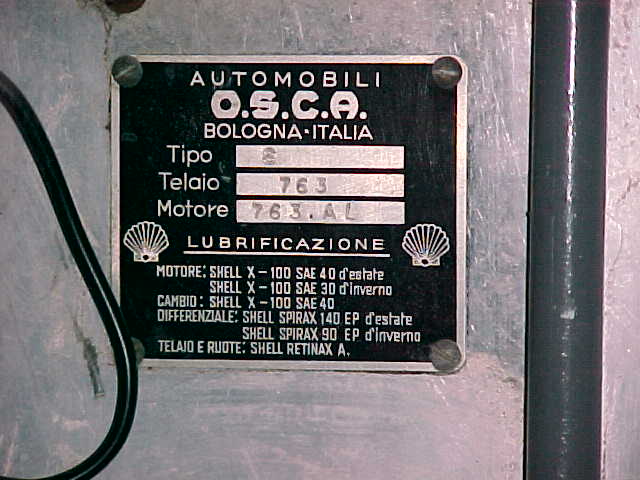 AUTOMOBILI
O.S.C.A.
BOLOGNA·ITALIA
Tipo S
Telaio 763
Motore 763.AL
LUBRIFICAZIONE
MOTORE: SHELL X-100 SAE 40 d'estate
SHELL X-100 SAE 30 d'inverno
CAMBIO: SHELL X-100 SAE 40
DIFFERENZIALE: SHELL SPIRAX 140 EP d'estate
SHELL SPIRAX 90 EP d'inverno
TELAIO E RUOTE: SHELL RETINAX A.